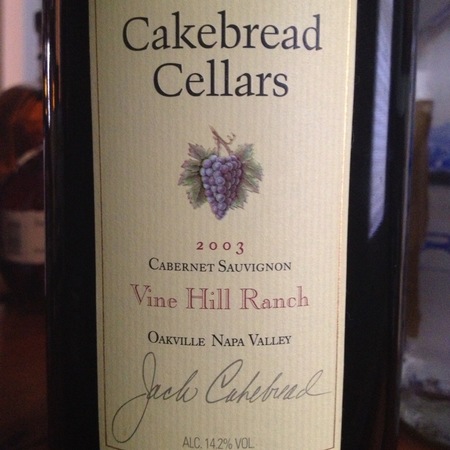 Cakebread
Cellars
2003
CABERNET SAUVIGNON
Vine Hill Ranch
OAKVILLE NAPA VALLEY
Jack Cakebread
ALC. 14.2% VOL.